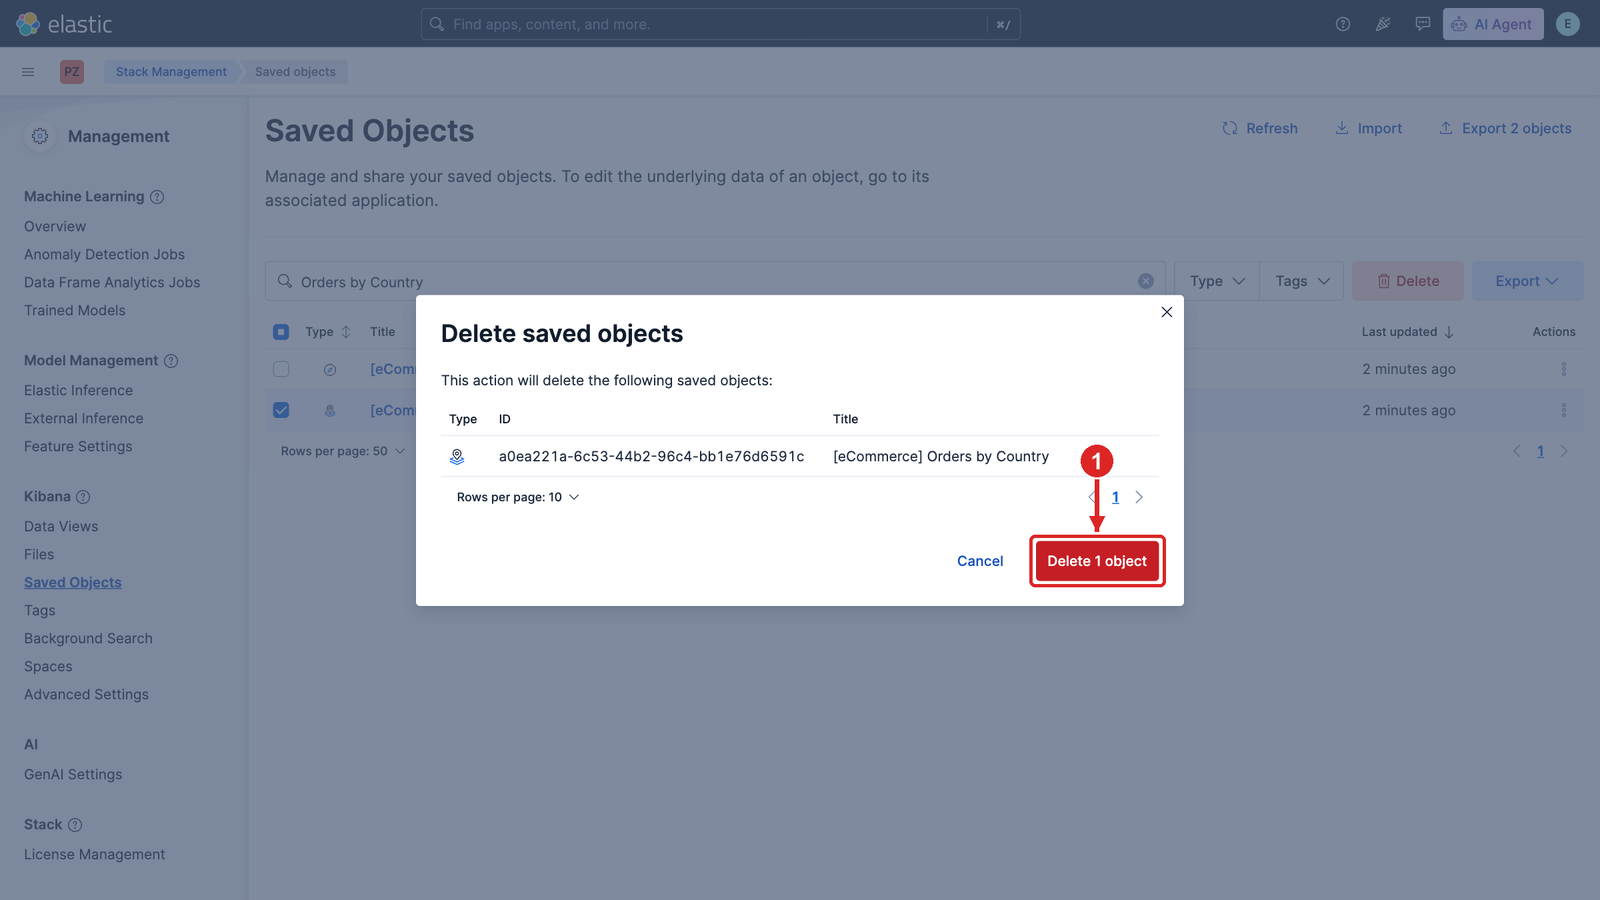 elastic
Find apps, content, and more.
⌘/
AI Agent
E
PZ
Stack Management
Saved objects
Management
Machine Learning
Overview
Anomaly Detection Jobs
Data Frame Analytics Jobs
Trained Models
Model Management
Elastic Inference
External Inference
Feature Settings
Kibana
Data Views
Files
Saved Objects
Tags
Background Search
Spaces
Advanced Settings
AI
GenAI Settings
Stack
License Management
Saved Objects
Refresh
Import
Export 2 objects
Manage and share your saved objects. To edit the underlying data of an object, go to its
associated application.
Orders by Country
Type
Tags
Delete
Export
Type
Title
Last updated
Actions
[eCom
2 minutes ago
[eCom
2 minutes ago
Rows per page: 50
1
Delete saved objects
This action will delete the following saved objects:
Type ID Title
a0ea221a-6c53-44b2-96c4-bb1e76d6591c [eCommerce] Orders by Country
1
Rows per page: 10
1
Cancel
Delete 1 object